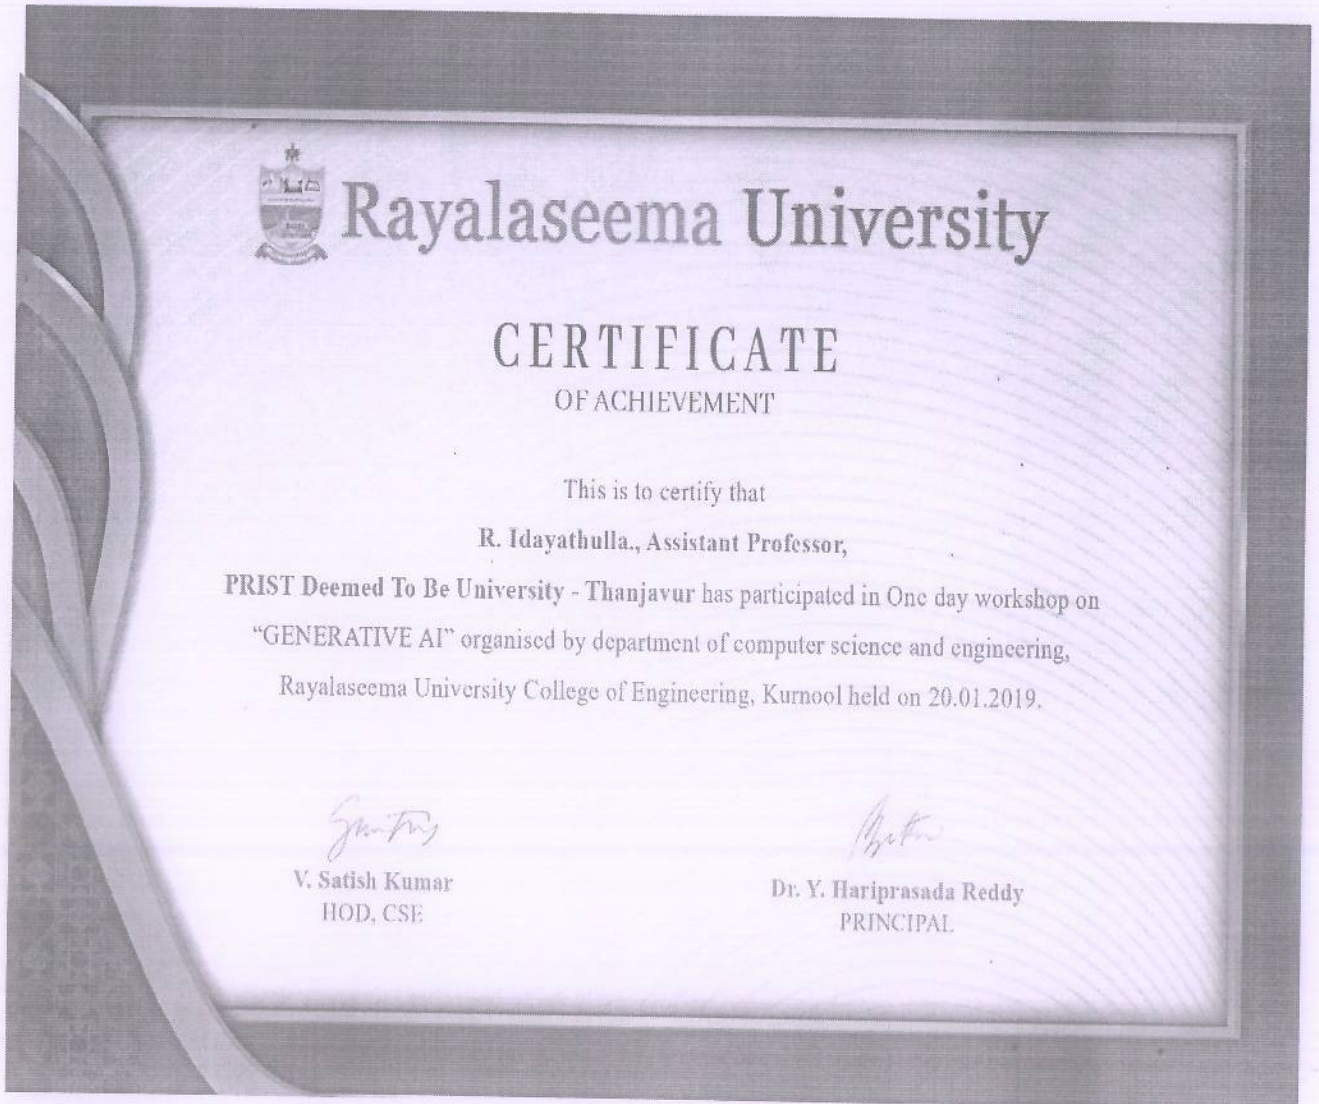 Rayalaseema University
CERTIFICATE
OF ACHIEVEMENT
This is to certify that
R. Idayathulla., Assistant Professor,
PRIST Deemed To Be University - Thanjavur has participated in One day workshop on
“GENERATIVE AI” organised by department of computer science and engineering,
Rayalaseema University College of Engineering, Kurnool held on 20.01.2019.
V. Satish Kumar
HOD, CSE
Dr. Y. Hariprasada Reddy
PRINCIPAL